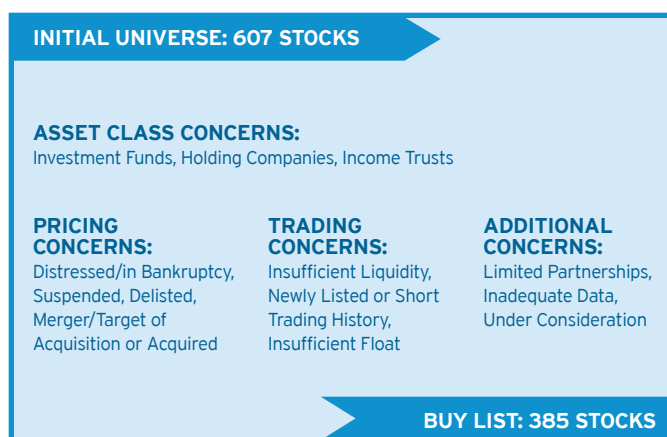 INITIAL UNIVERSE: 607 STOCKS
ASSET CLASS CONCERNS:
Investment Funds, Holding Companies, Income Trusts
PRICING
CONCERNS:
Distressed/in Bankruptcy,
Suspended, Delisted,
Merger/Target of
Acquisition or Acquired
TRADING
CONCERNS:
Insufficient Liquidity,
Newly Listed or Short
Trading History,
Insufficient Float
ADDITIONAL
CONCERNS:
Limited Partnerships,
Inadequate Data,
Under Consideration
BUY LIST: 385 STOCKS